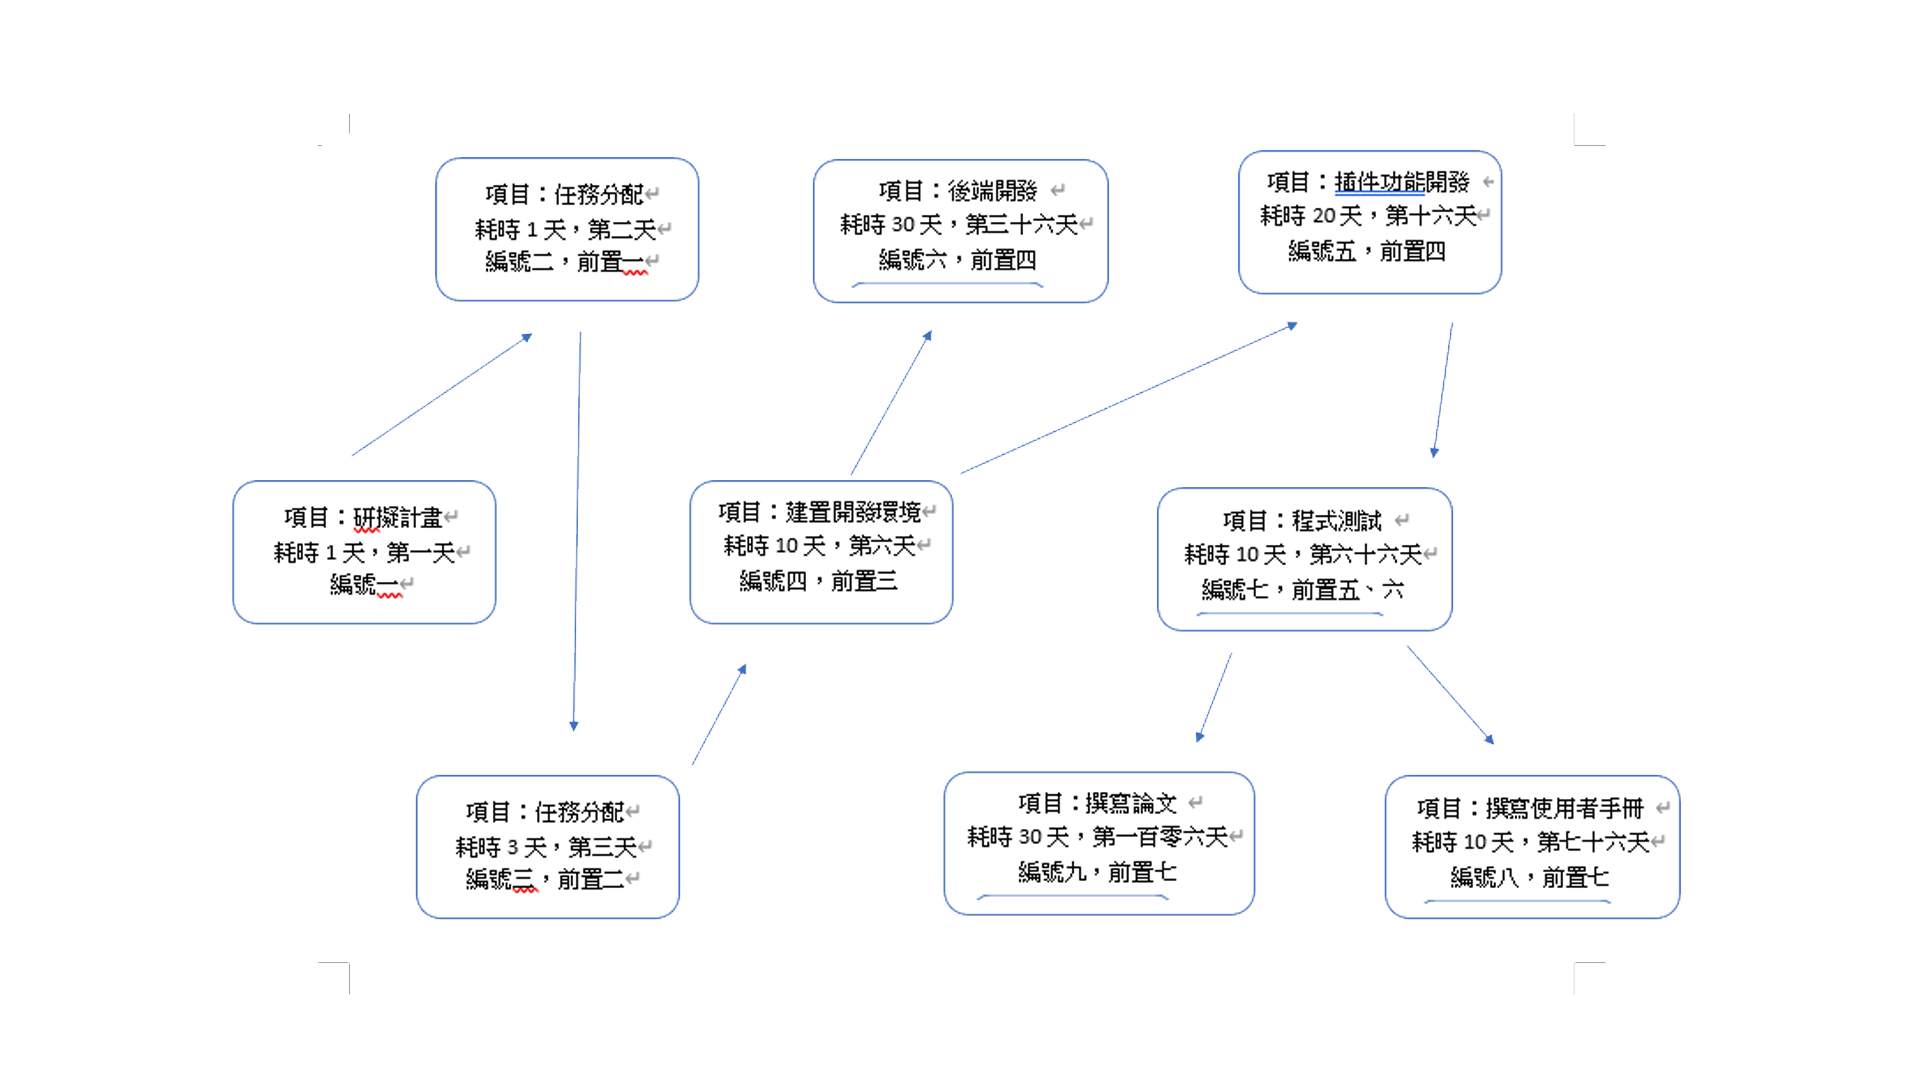 項目：任務分配
耗時 1 天，第二天
編號二，前置一
項目：後端開發
耗時 30 天，第三十六天
編號六，前置四
項目：插件功能開發
耗時 20 天，第十六天
編號五，前置四
項目：研擬計畫
耗時 1 天，第一天
編號一
項目：建置開發環境
耗時 10 天，第六天
編號四，前置三
項目：程式測試
耗時 10 天，第六十六天
編號七，前置五、六
項目：任務分配
耗時 3 天，第三天
編號三，前置二
項目：撰寫論文
耗時 30 天，第一百零六天
編號九，前置七
項目：撰寫使用者手冊
耗時 10 天，第七十六天
編號八，前置七